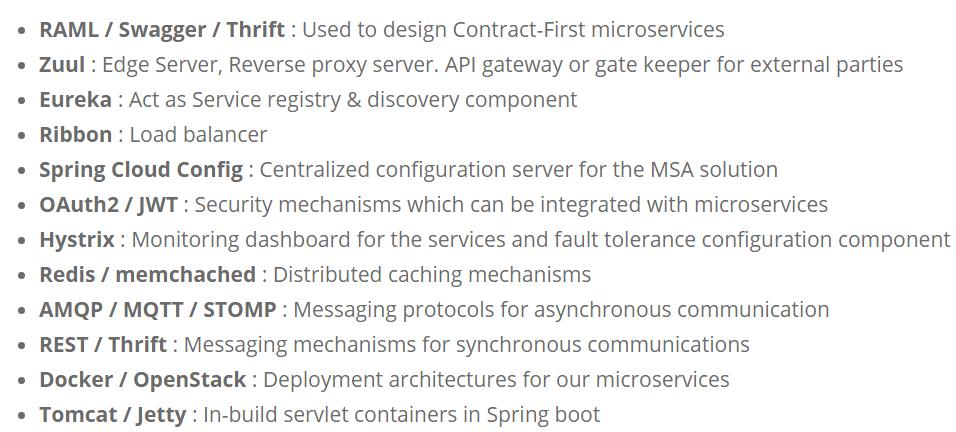 • RAML / Swagger / Thrift : Used to design Contract-First microservices
• Zuul : Edge Server, Reverse proxy server. API gateway or gate keeper for external parties
• Eureka : Act as Service registry & discovery component
• Ribbon : Load balancer
• Spring Cloud Config : Centralized configuration server for the MSA solution
• OAuth2 / JWT : Security mechanisms which can be integrated with microservices
• Hystrix : Monitoring dashboard for the services and fault tolerance configuration component
• Redis / memchached : Distributed caching mechanisms
• AMQP / MQTT / STOMP : Messaging protocols for asynchronous communication
• REST / Thrift : Messaging mechanisms for synchronous communications
• Docker / OpenStack : Deployment architectures for our microservices
• Tomcat / Jetty : In-build servlet containers in Spring boot